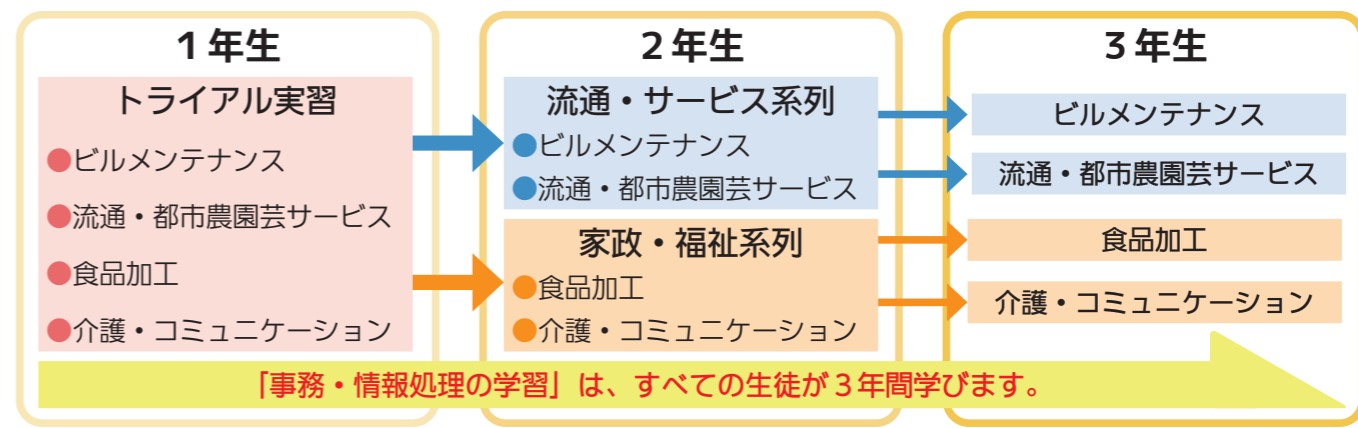 1年生
トライアル実習
●ビルメンテナンス
●流通・都市農園芸サービス
●食品加工
●介護・コミュニケーション
2年生
流通・サービス系列
●ビルメンテナンス
●流通・都市農園芸サービス
家政・福祉系列
●食品加工
●介護・コミュニケーション
3年生
ビルメンテナンス
流通・都市農園芸サービス
食品加工
介護・コミュニケーション
「事務・情報処理の学習」は、すべての生徒が3年間学びます。